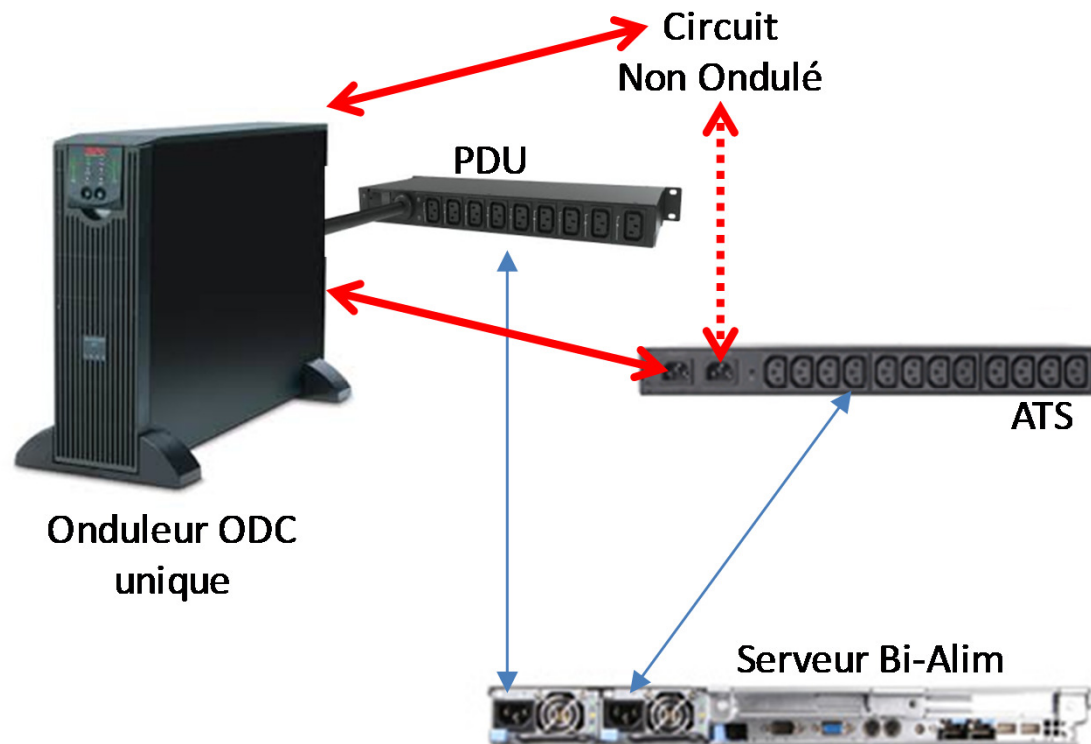 Circuit
Non Ondulé
PDU
ATS
Onduleur ODC
unique
Serveur Bi-Alim